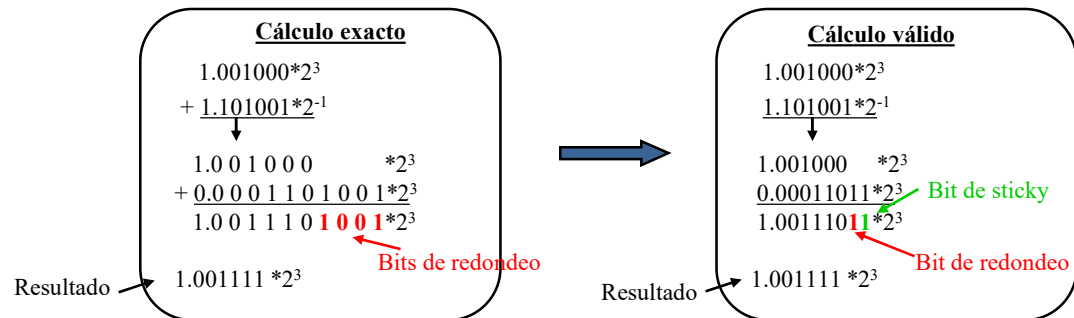 Cálculo exacto
1.001000*2³
+ 1.101001*2⁻¹
1.0 0 1 0 0 0 *2³
+ 0.0 0 0 1 1 0 1 0 0 1*2³
1.0 0 1 1 1 0 1 0 0 1*2³
Bits de redondeo
Resultado
1.001111 *2³
Cálculo válido
1.001000*2³
1.101001*2⁻¹
1.001000 *2³
0.00011011*2³
Bit de sticky
1.00111011*2³
Bit de redondeo
Resultado
1.001111 *2³